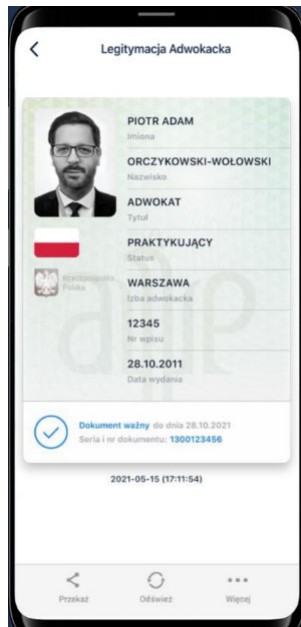 Legitymacja Adwokacka
PIOTR ADAM
Imiona
ORCZYKOWSKI-WOŁOWSKI
Nazwisko
ADWOKAT
Tytuł
PRAKTYKUJĄCY
Status
Rzeczpospolita
Polska
WARSZAWA
Izba adwokacka
12345
Nr wpisu
28.10.2011
Data wydania
Dokument ważny do dnia 28.10.2021
Seria i nr dokumentu: 1300123456
2021-05-15 (17:11:54)
Przekaż
Odśwież
Więcej